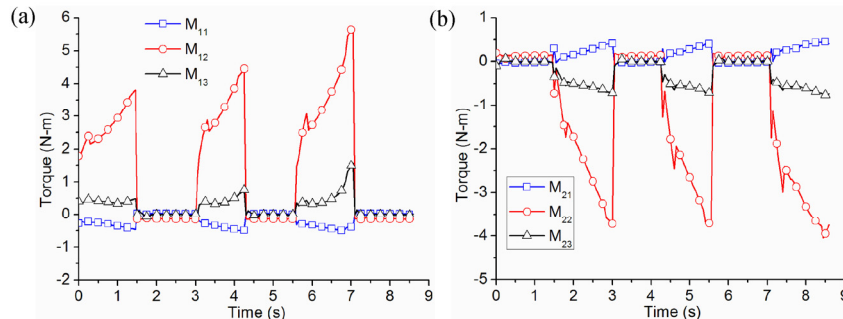 (a)
M11
M12
M13
6
5
4
3
2
1
0
-1
-2
Torque (N-m)
0 1 2 3 4 5 6 7 8 9
Time (s)
(b)
1
0
-1
-2
-3
-4
-5
Torque (N-m)
M21
M22
M23
0 1 2 3 4 5 6 7 8 9
Time (s)